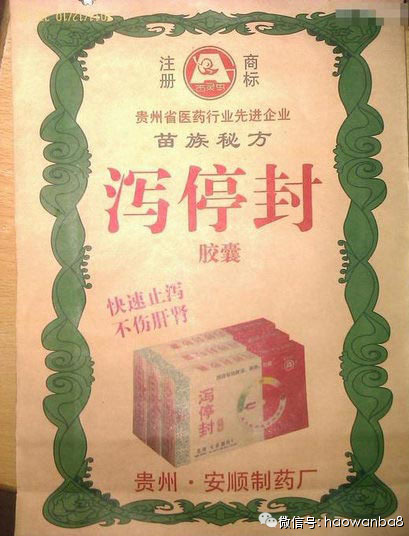 注册
商标
贵州省医药行业先进企业
苗族秘方
泻停封
胶囊
快速止泻
不伤肝肾
泻停封
贵州·安顺制药厂
微信号: haowanba8